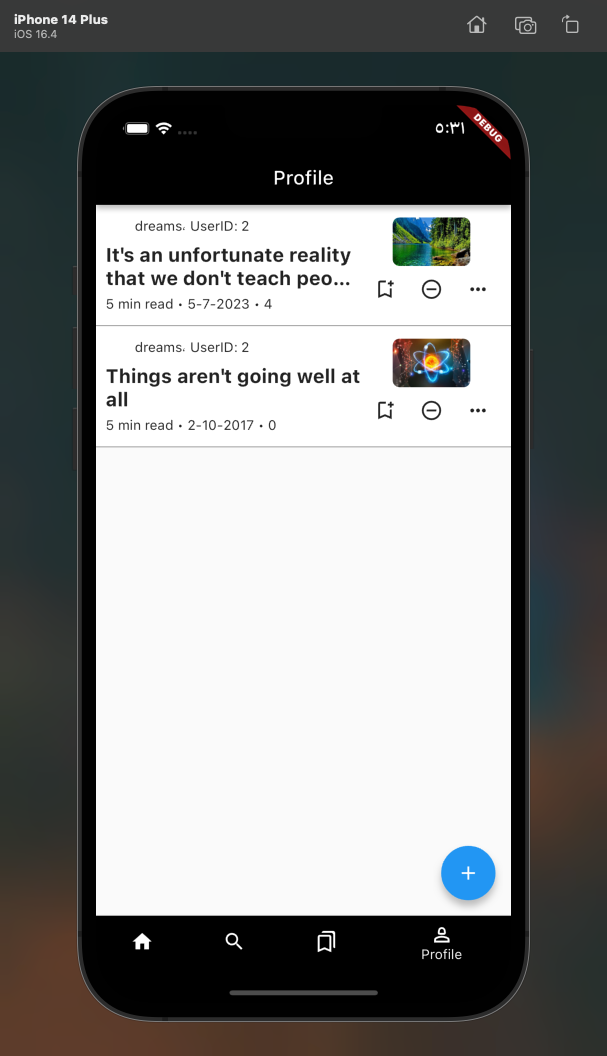 iPhone 14 Plus
iOS 16.4
٥:٣١
DEBUG
Profile
dreams. UserID: 2
It's an unfortunate reality
that we don't teach peo...
5 min read • 5-7-2023 • 4
dreams. UserID: 2
Things aren't going well at
all
5 min read • 2-10-2017 • 0
Profile